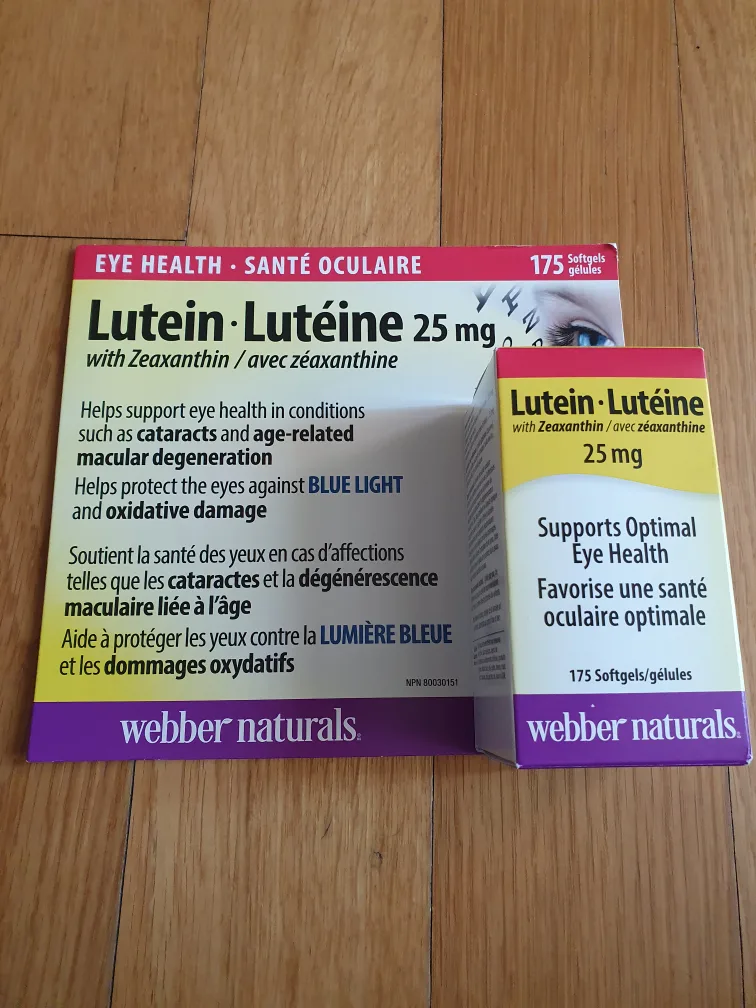 EYE HEALTH · SANTÉ OCULAIRE
175 Softgels gélules
Lutein · Lutéine 25 mg
with Zeaxanthin / avec zéaxanthine
Helps support eye health in conditions
such as cataracts and age-related
macular degeneration
Helps protect the eyes against BLUE LIGHT
and oxidative damage
Soutient la santé des yeux en cas d'affections
telles que les cataractes et la dégénérescence
maculaire liée à l'âge
Aide à protéger les yeux contre la LUMIÈRE BLEUE
et les dommages oxydatifs
NPN 80030151
webber naturals®
Lutein · Lutéine
with Zeaxanthin / avec zéaxanthine
25 mg
Supports Optimal
Eye Health
Favorise une santé
oculaire optimale
175 Softgels/gélules
webber naturals®